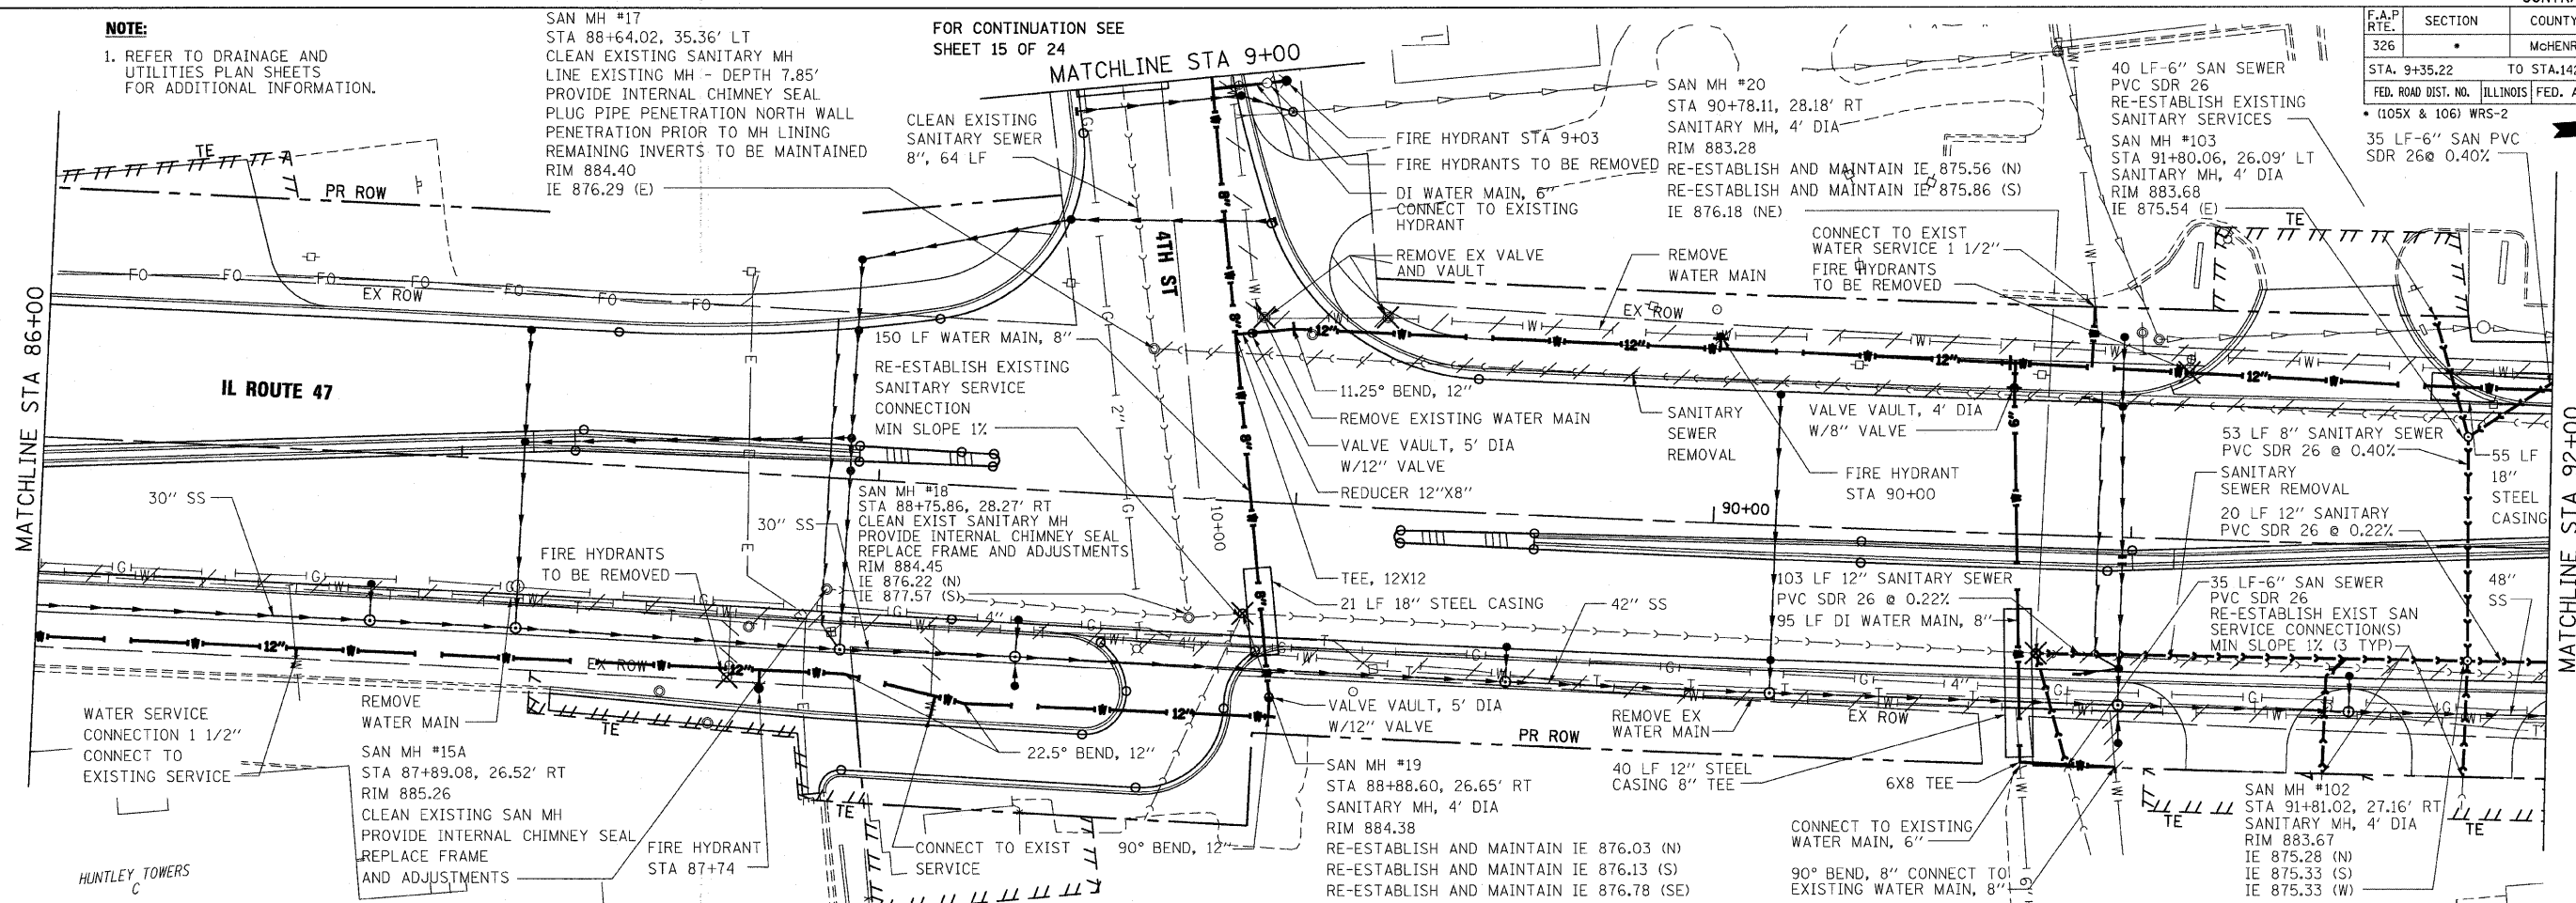 NOTE:
1. REFER TO DRAINAGE AND
UTILITIES PLAN SHEETS
FOR ADDITIONAL INFORMATION.
SAN MH #17
STA 88+64.02, 35.36' LT
CLEAN EXISTING SANITARY MH
LINE EXISTING MH - DEPTH 7.85'
PROVIDE INTERNAL CHIMNEY SEAL
PLUG PIPE PENETRATION NORTH WALL
PENETRATION PRIOR TO MH LINING
REMAINING INVERTS TO BE MAINTAINED
RIM 884.40
IE 876.29 (E)
FOR CONTINUATION SEE
SHEET 15 OF 24
MATCHLINE STA 9+00
CLEAN EXISTING
SANITARY SEWER
8", 64 LF
FIRE HYDRANT STA 9+03
FIRE HYDRANTS TO BE REMOVED
DI WATER MAIN, 6"
CONNECT TO EXISTING
HYDRANT
REMOVE EX VALVE
AND VAULT
SAN MH #20
STA 90+78.11, 28.18' RT
SANITARY MH, 4' DIA
RIM 883.28
RE-ESTABLISH AND MAINTAIN IE 875.56 (N)
RE-ESTABLISH AND MAINTAIN IE 875.86 (S)
IE 876.18 (NE)
REMOVE
WATER MAIN
CONNECT TO EXIST
WATER SERVICE 1 1/2"
FIRE HYDRANTS
TO BE REMOVED
40 LF-6" SAN SEWER
PVC SDR 26
RE-ESTABLISH EXISTING
SANITARY SERVICES
SAN MH #103
STA 91+80.06, 26.09' LT
SANITARY MH, 4' DIA
RIM 883.68
IE 875.54 (E)
F.A.P
RTE.
SECTION
COUNTY
326
*
McHENR
STA. 9+35.22 TO STA.142
FED. ROAD DIST. NO. ILLINOIS FED. A
* (105X & 106) WRS-2
35 LF-6" SAN PVC
SDR 26@ 0.40%
TE
PR ROW
EX ROW
FO FO FO FO FO FO FO
4TH ST
MATCHLINE STA 86+00
IL ROUTE 47
150 LF WATER MAIN, 8"
RE-ESTABLISH EXISTING
SANITARY SERVICE
CONNECTION
MIN SLOPE 1%
11.25° BEND, 12"
REMOVE EXISTING WATER MAIN
VALVE VAULT, 5' DIA
W/12" VALVE
REDUCER 12"X8"
EX ROW
SANITARY
SEWER
REMOVAL
VALVE VAULT, 4' DIA
W/8" VALVE
FIRE HYDRANT
STA 90+00
90+00
10+00
TE
53 LF 8" SANITARY SEWER
PVC SDR 26 @ 0.40%
55 LF
18"
STEEL
CASING
SANITARY
SEWER REMOVAL
20 LF 12" SANITARY
PVC SDR 26 @ 0.22%
MATCHLINE STA 92+00
30" SS
FIRE HYDRANTS
TO BE REMOVED
30" SS
SAN MH #18
STA 88+75.86, 28.27' RT
CLEAN EXIST SANITARY MH
PROVIDE INTERNAL CHIMNEY SEAL
REPLACE FRAME AND ADJUSTMENTS
RIM 884.45
IE 876.22 (N)
IE 877.57 (S)
TEE, 12X12
21 LF 18" STEEL CASING
42" SS
103 LF 12" SANITARY SEWER
PVC SDR 26 @ 0.22%
95 LF DI WATER MAIN, 8"
35 LF-6" SAN SEWER
PVC SDR 26
RE-ESTABLISH EXIST SAN
SERVICE CONNECTION(S)
MIN SLOPE 1% (3 TYP)
48"
SS
EX ROW
WATER SERVICE
CONNECTION 1 1/2"
CONNECT TO
EXISTING SERVICE
REMOVE
WATER MAIN
SAN MH #15A
STA 87+89.08, 26.52' RT
RIM 885.26
CLEAN EXISTING SAN MH
PROVIDE INTERNAL CHIMNEY SEAL
REPLACE FRAME
AND ADJUSTMENTS
TE
22.5° BEND, 12"
TE
FIRE HYDRANT
STA 87+74
CONNECT TO EXIST
SERVICE
90° BEND, 12"
VALVE VAULT, 5' DIA
W/12" VALVE
PR ROW
SAN MH #19
STA 88+88.60, 26.65' RT
SANITARY MH, 4' DIA
RIM 884.38
RE-ESTABLISH AND MAINTAIN IE 876.03 (N)
RE-ESTABLISH AND MAINTAIN IE 876.13 (S)
RE-ESTABLISH AND MAINTAIN IE 876.78 (SE)
REMOVE EX
WATER MAIN
EX ROW
40 LF 12" STEEL
CASING 8" TEE
6X8 TEE
CONNECT TO EXISTING
WATER MAIN, 6"
90° BEND, 8" CONNECT TO
EXISTING WATER MAIN, 8"
TE
TE
SAN MH #102
STA 91+81.02, 27.16' RT
SANITARY MH, 4' DIA
RIM 883.67
IE 875.28 (N)
IE 875.33 (S)
IE 875.33 (W)
HUNTLEY TOWERS
C